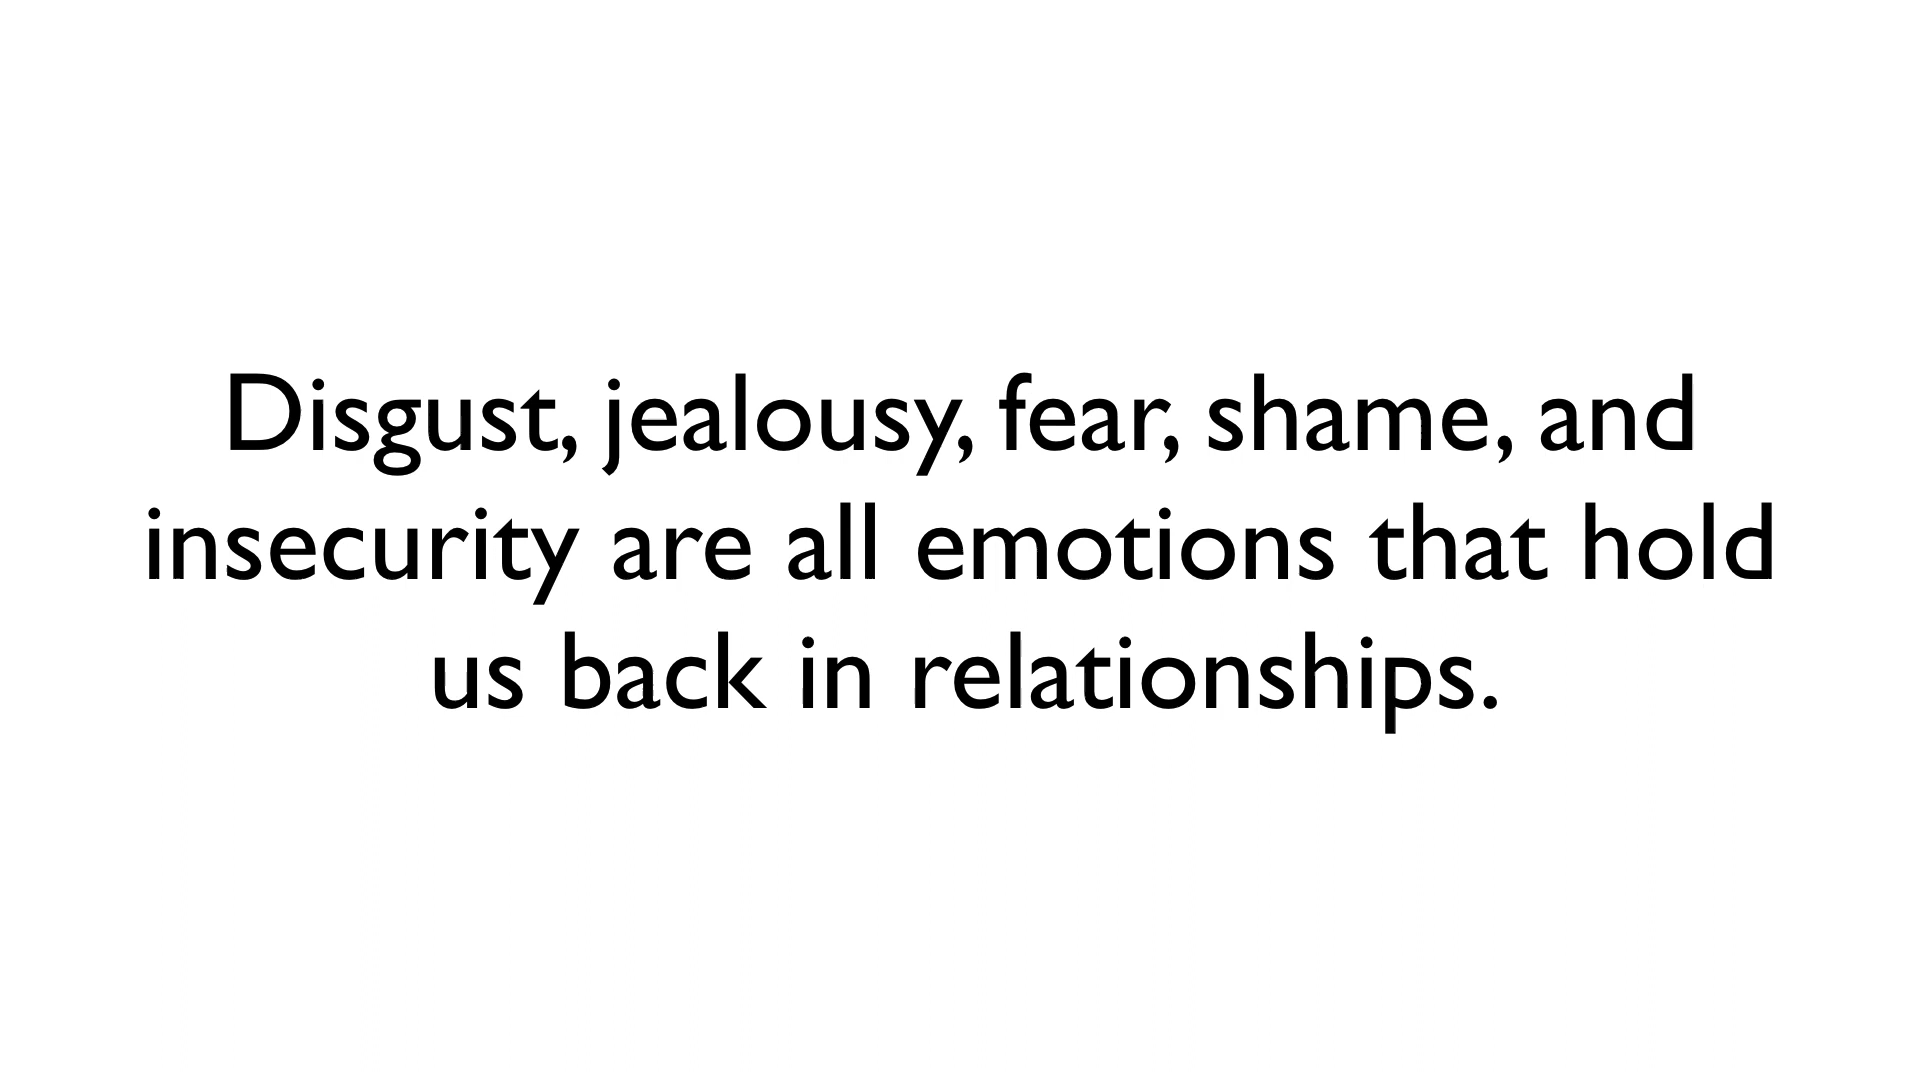 Disgust, jealousy, fear, shame, and
insecurity are all emotions that hold
us back in relationships.